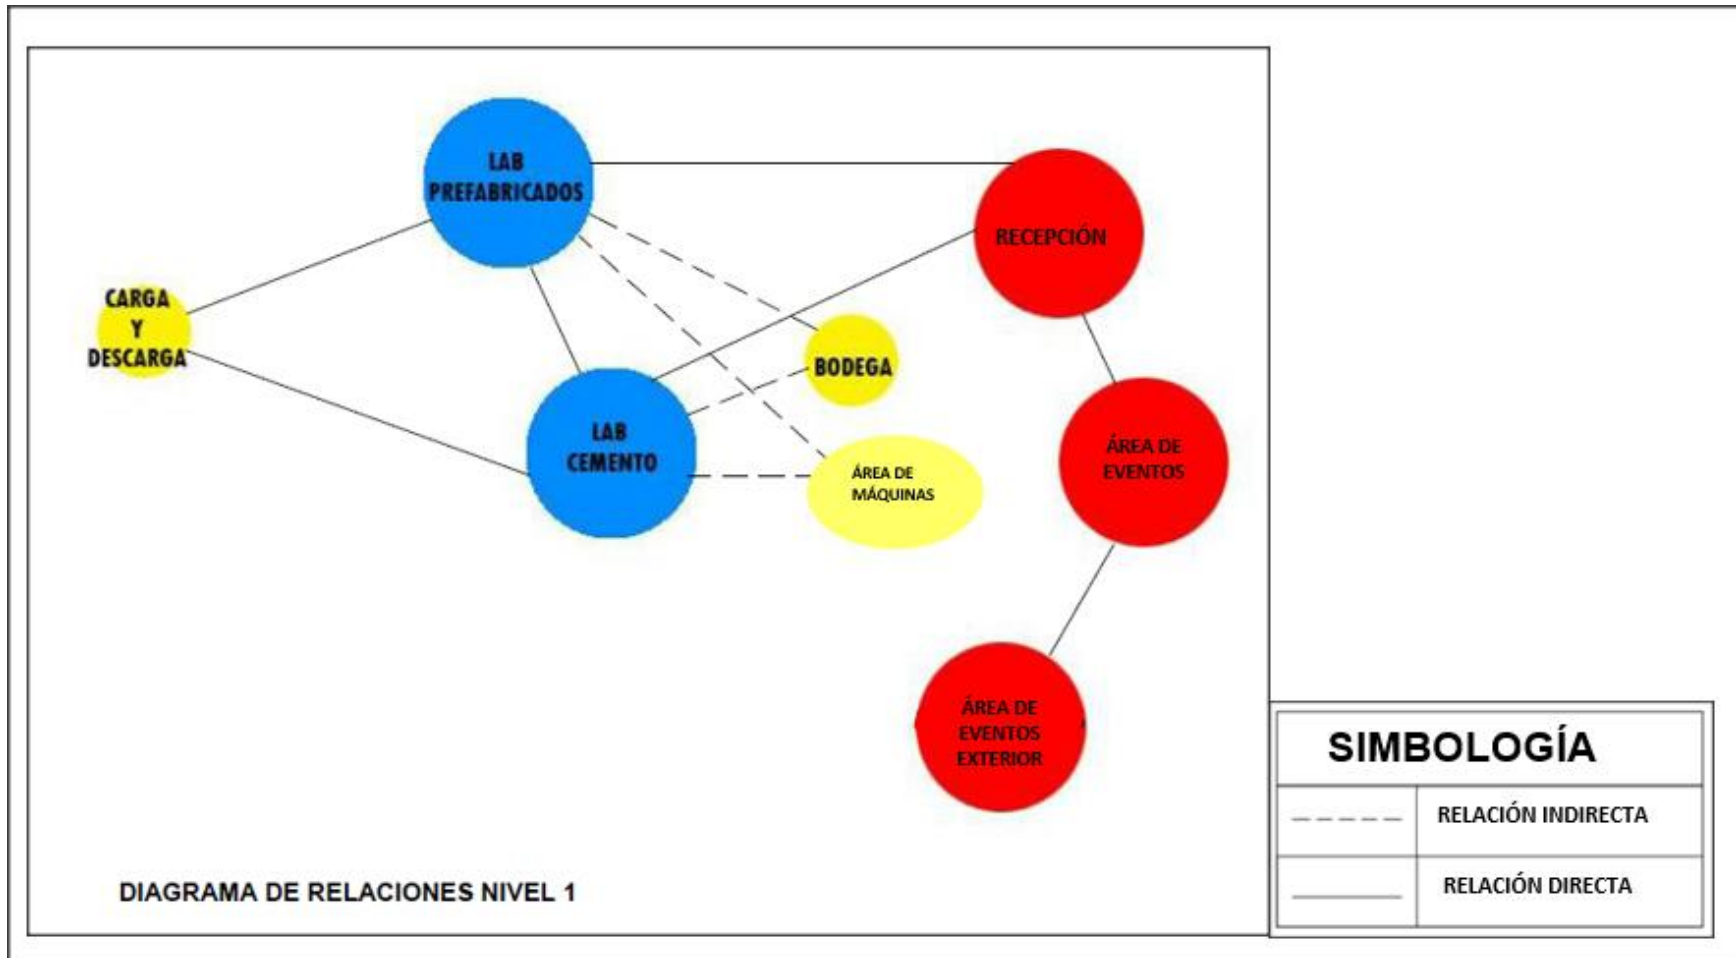 LAB
PREFABRICADOS
RECEPCIÓN
CARGA
Y
DESCARGA
BODEGA
LAB
CEMENTO
ÁREA DE
MÁQUINAS
ÁREA DE
EVENTOS
ÁREA DE
EVENTOS
EXTERIOR
SIMBOLOGÍA
RELACIÓN INDIRECTA
RELACIÓN DIRECTA
DIAGRAMA DE RELACIONES NIVEL 1